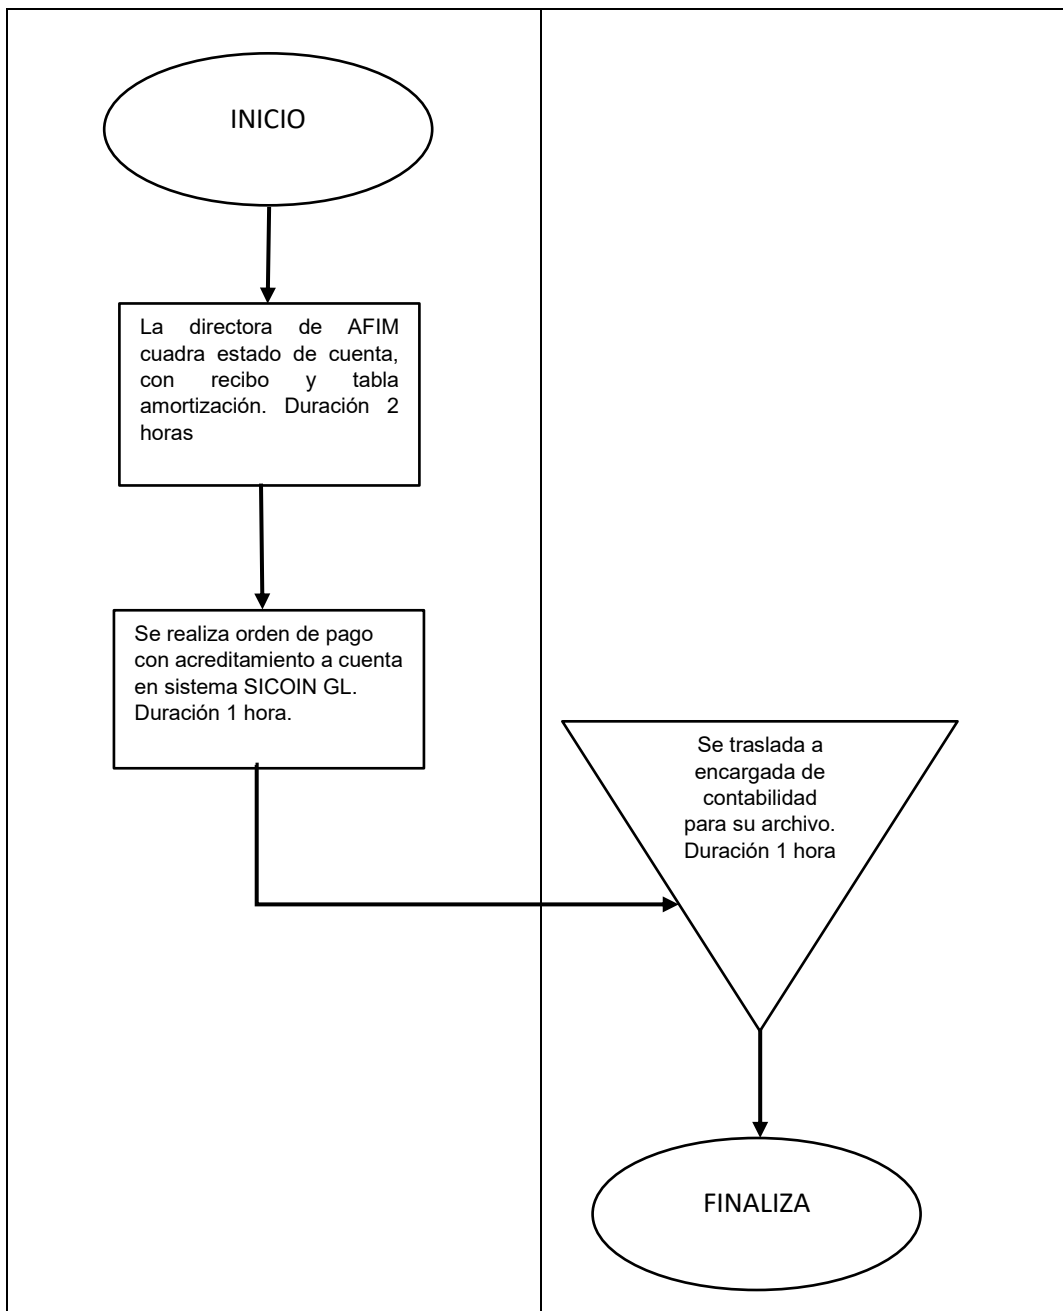 INICIO
La directora de AFIM
cuadra estado de cuenta,
con recibo y tabla
amortización. Duración 2
horas
Se realiza orden de pago
con acreditamiento a cuenta
en sistema SICOIN GL.
Duración 1 hora.
Se traslada a
encargada de
contabilidad
para su archivo.
Duración 1 hora
FINALIZA